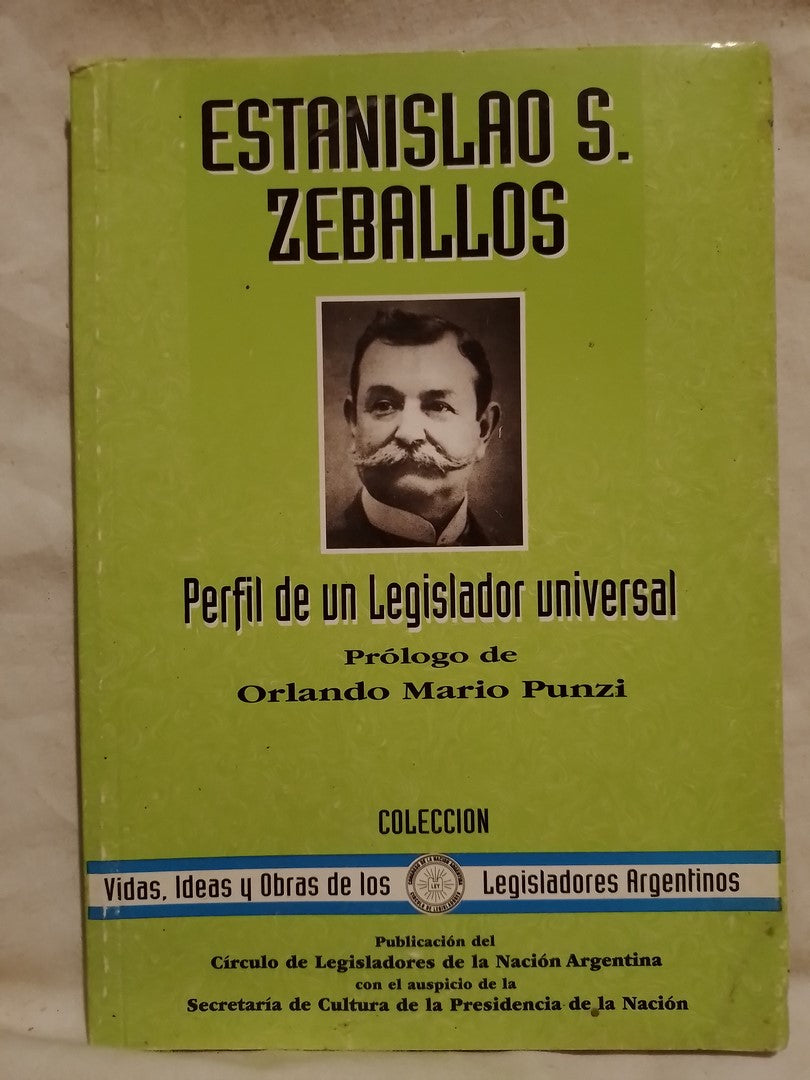 ESTANISLAO S.
ZEBALLOS
Perfil de un Legislador universal
Prólogo de
Orlando Mario Punzi
COLECCION
Vidas, Ideas y Obras de los Legisladores Argentinos
LEY
Publicación del
Círculo de Legisladores de la Nación Argentina
con el auspicio de la
Secretaría de Cultura de la Presidencia de la Nación